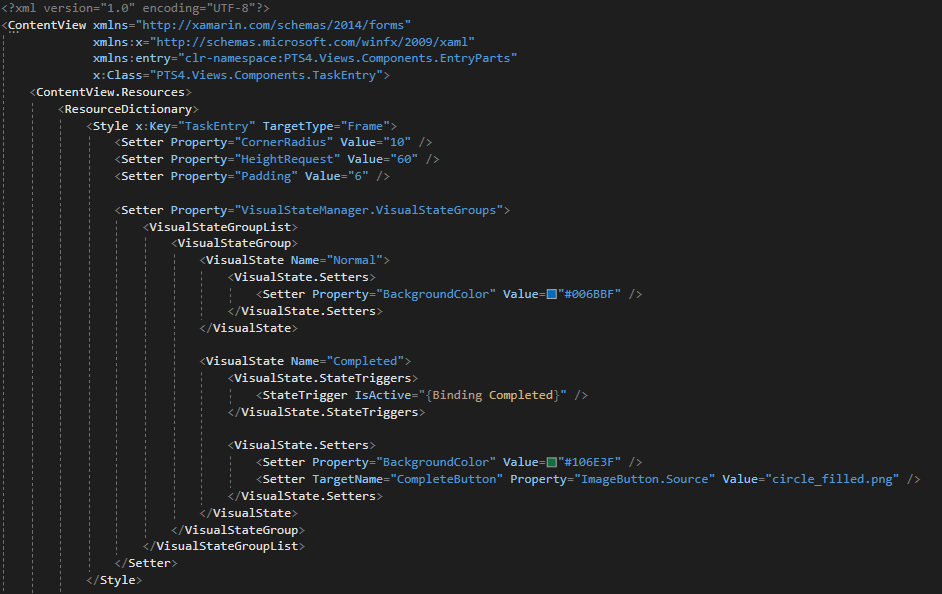 <?xml version="1.0" encoding="UTF-8"?>
<ContentView xmlns="http://xamarin.com/schemas/2014/forms"
xmlns:x="http://schemas.microsoft.com/winfx/2009/xaml"
xmlns:entry="clr-namespace:PTS4.Views.Components.EntryParts"
x:Class="PTS4.Views.Components.TaskEntry">
<ContentView.Resources>
<ResourceDictionary>
<Style x:Key="TaskEntry" TargetType="Frame">
<Setter Property="CornerRadius" Value="10" />
<Setter Property="HeightRequest" Value="60" />
<Setter Property="Padding" Value="6" />
<Setter Property="VisualStateManager.VisualStateGroups">
<VisualStateGroupList>
<VisualStateGroup>
<VisualState Name="Normal">
<VisualState.Setters>
<Setter Property="BackgroundColor" Value="#006BBF" />
</VisualState.Setters>
</VisualState>
<VisualState Name="Completed">
<VisualState.StateTriggers>
<StateTrigger IsActive="{Binding Completed}" />
</VisualState.StateTriggers>
<VisualState.Setters>
<Setter Property="BackgroundColor" Value="#106E3F" />
<Setter TargetName="CompleteButton" Property="ImageButton.Source" Value="circle_filled.png" />
</VisualState.Setters>
</VisualState>
</VisualStateGroup>
</VisualStateGroupList>
</Setter>
</Style>